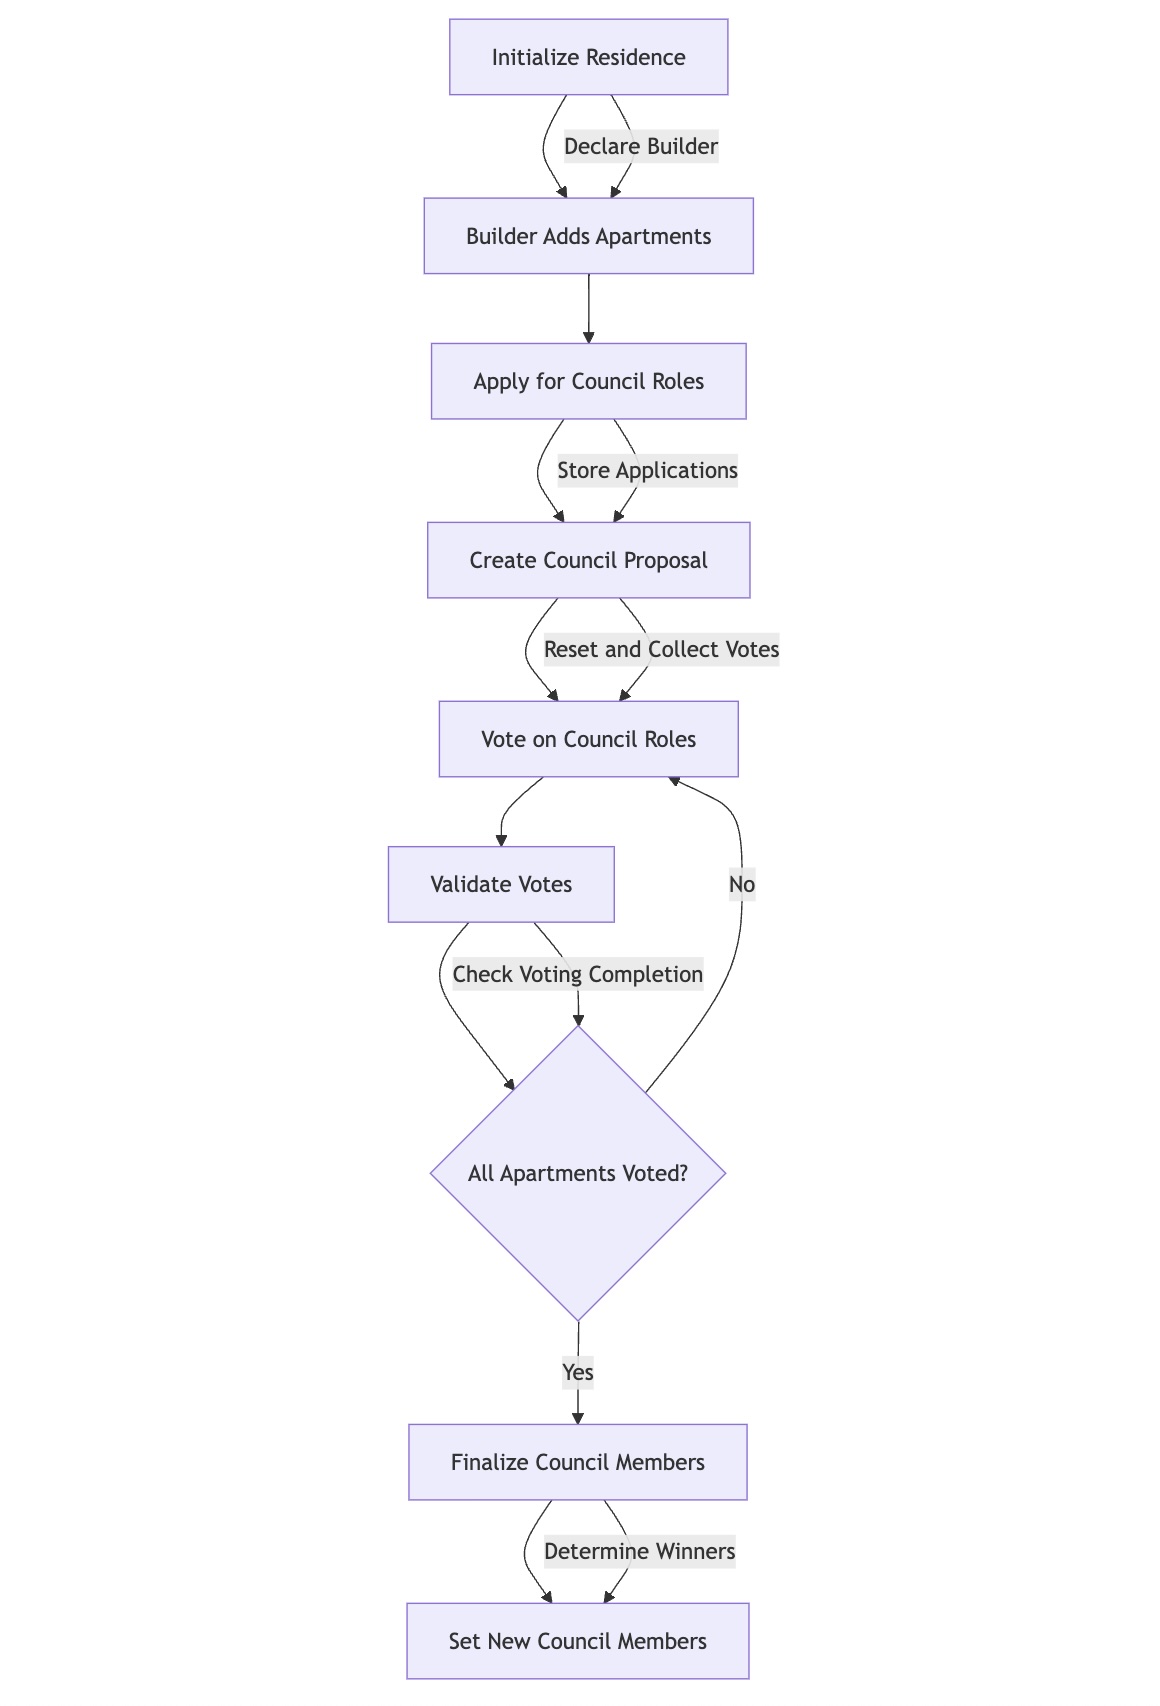 Initialize Residence
Declare Builder
Builder Adds Apartments
Apply for Council Roles
Store Applications
Create Council Proposal
Reset and Collect Votes
Vote on Council Roles
Validate Votes
No
Check Voting Completion
All Apartments Voted?
Yes
Finalize Council Members
Determine Winners
Set New Council Members